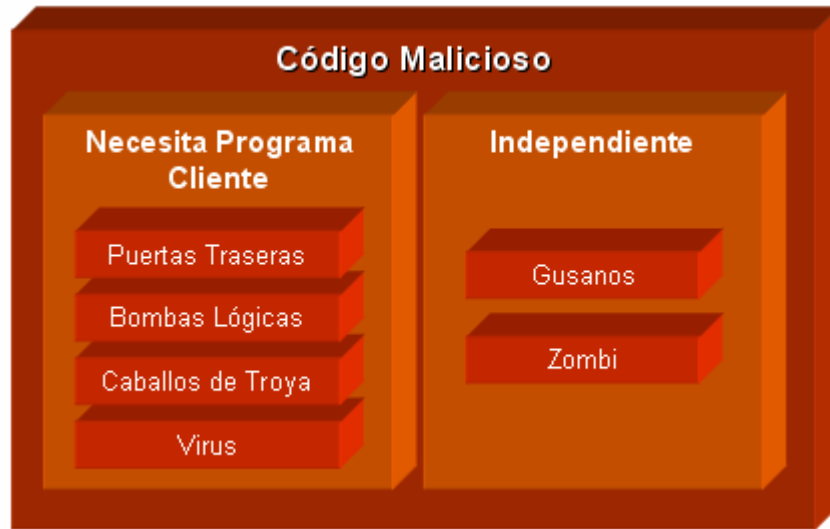 Código Malicioso
Necesita Programa
Cliente
Puertas Traseras
Bombas Lógicas
Caballos de Troya
Virus
Independiente
Gusanos
Zombi